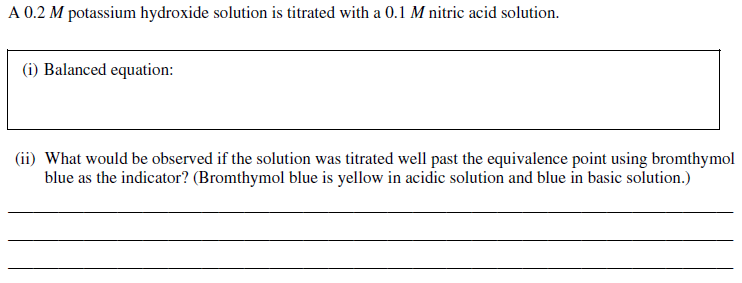 A 0.2 M potassium hydroxide solution is titrated with a 0.1 M nitric acid solution.
(i) Balanced equation:
(ii) What would be observed if the solution was titrated well past the equivalence point using bromthymol
blue as the indicator? (Bromthymol blue is yellow in acidic solution and blue in basic solution.)